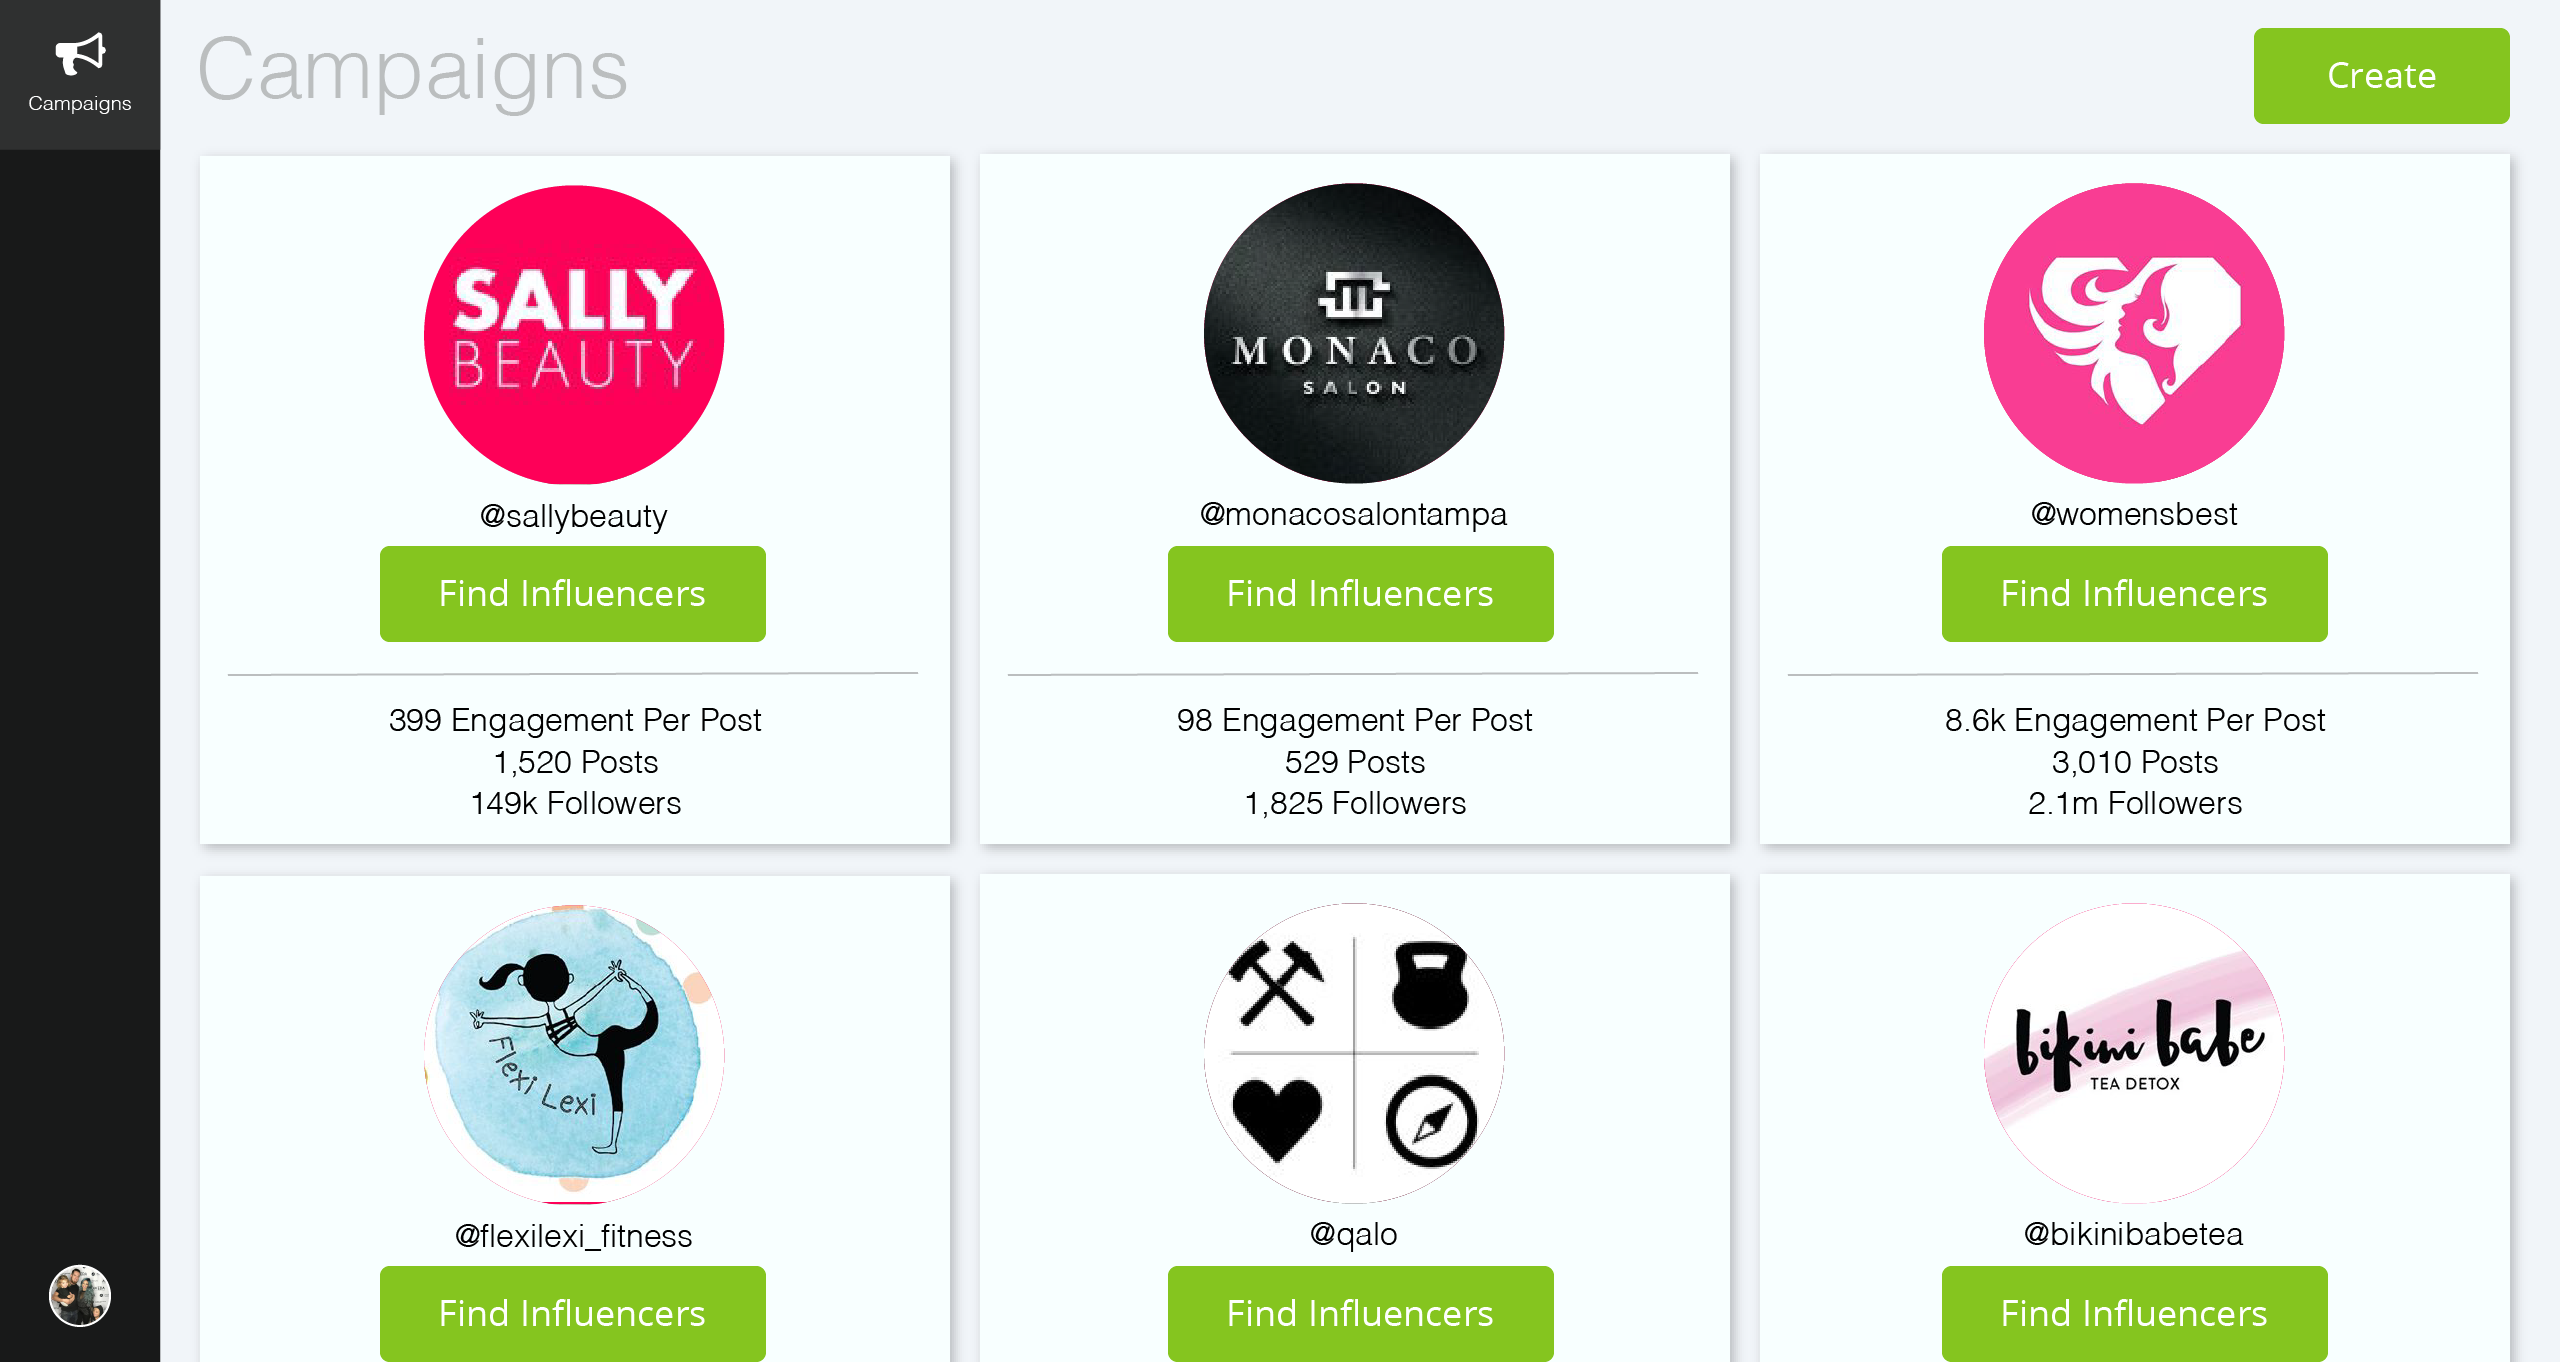 Campaigns
Campaigns
Create
SALLY
BEAUTY
MONACO
SALON
@sallybeauty
@monacosalontampa
@womensbest
Find Influencers
Find Influencers
Find Influencers
399 Engagement Per Post
1,520 Posts
149k Followers
98 Engagement Per Post
529 Posts
1,825 Followers
8.6k Engagement Per Post
3,010 Posts
2.1m Followers
Flexi Lexi
bikini babe
TEA DETOX
@flexilexi_fitness
@qalo
@bikinibabetea
Find Influencers
Find Influencers
Find Influencers